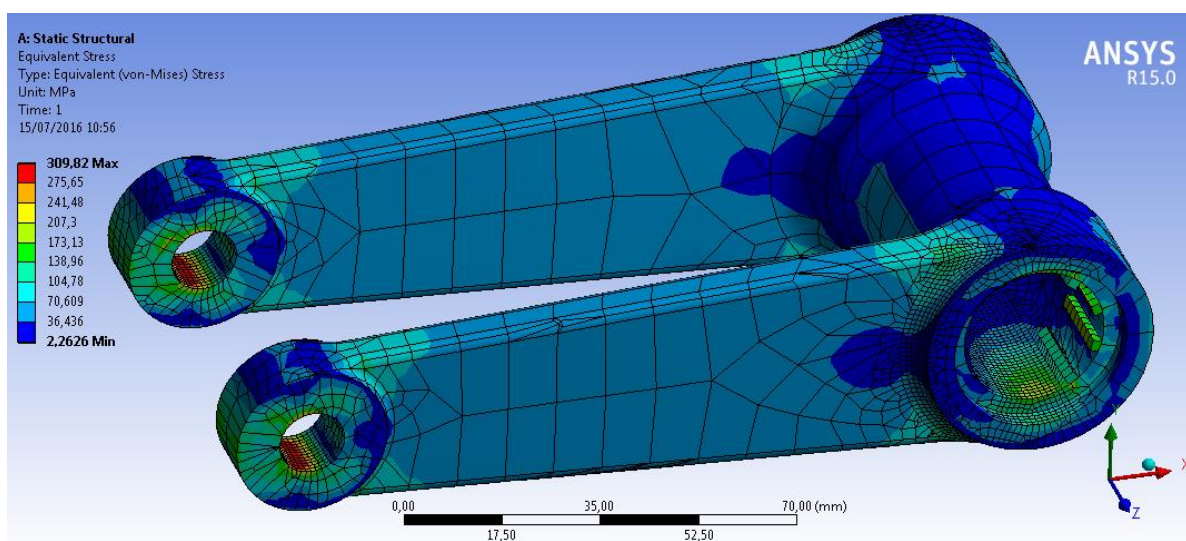 A: Static Structural
Equivalent Stress
Type: Equivalent (von-Mises) Stress
Unit: MPa
Time: 1
15/07/2016 10:56
309,82 Max
275,65
241,48
207,3
173,13
138,96
104,78
70,609
36,436
2,2626 Min
ANSYS
R15.0
0,00 35,00 70,00 (mm)
17,50 52,50
Y
X
Z